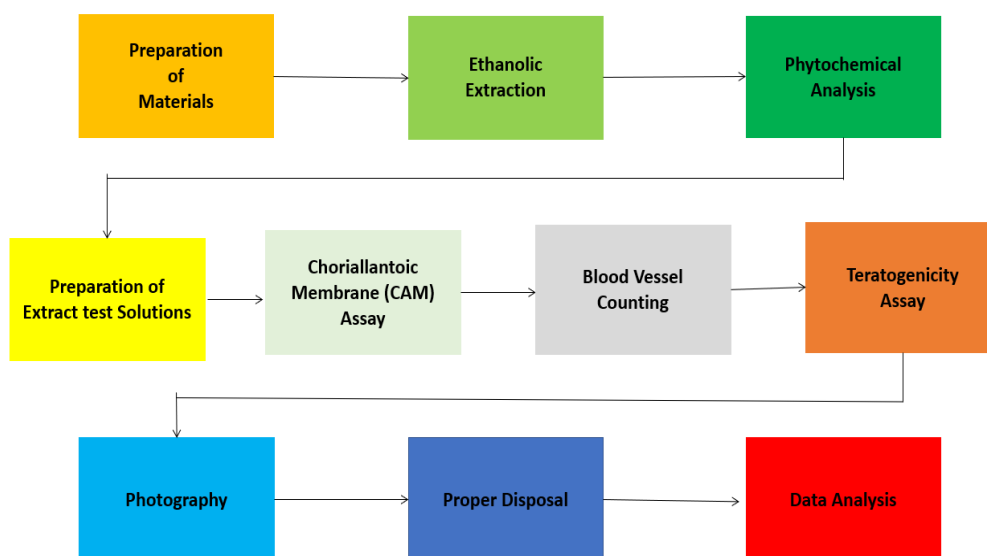 Preparation
of
Materials
Ethanolic
Extraction
Phytochemical
Analysis
Preparation of
Extract test Solutions
Choriallantoic
Membrane (CAM)
Assay
Blood Vessel
Counting
Teratogenicity
Assay
Photography
Proper Disposal
Data Analysis